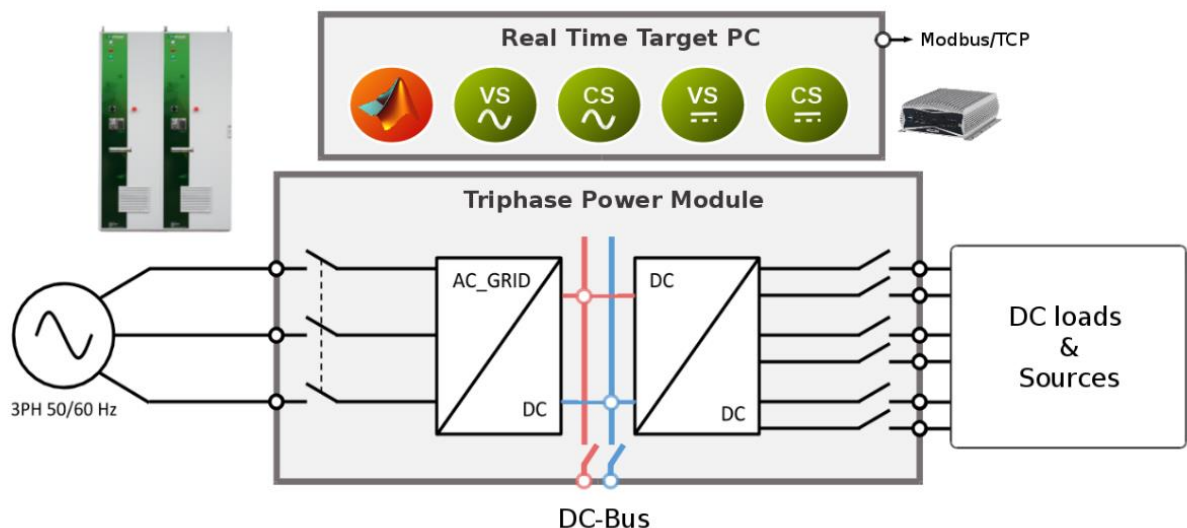 Real Time Target PC
Modbus/TCP
VS
CS
VS
CS
Triphase Power Module
AC_GRID
DC
DC
DC
3PH 50/60 Hz
DC loads
&
Sources
DC-Bus